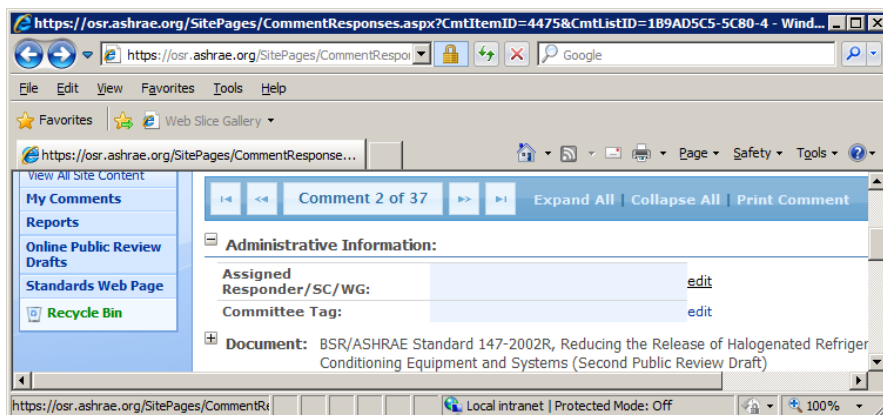 https://osr.ashrae.org/SitePages/CommentResponses.aspx?CmtItemID=4475&CmtListID=1B9AD5C5-5C80-4 - Wind...
https://osr.ashrae.org/SitePages/CommentRespo
Google
File Edit View Favorites Tools Help
Favorites Web Slice Gallery
https://osr.ashrae.org/SitePages/CommentResponse...
Page Safety Tools
View All Site Content
My Comments
Reports
Online Public Review
Drafts
Standards Web Page
Recycle Bin
Comment 2 of 37
Expand All | Collapse All | Print Comment
Administrative Information:
Assigned
Responder/SC/WG:
edit
Committee Tag:
edit
Document: BSR/ASHRAE Standard 147-2002R, Reducing the Release of Halogenated Refriger
Conditioning Equipment and Systems (Second Public Review Draft)
https://osr.ashrae.org/SitePages/CommentRe
Local intranet | Protected Mode: Off
100%